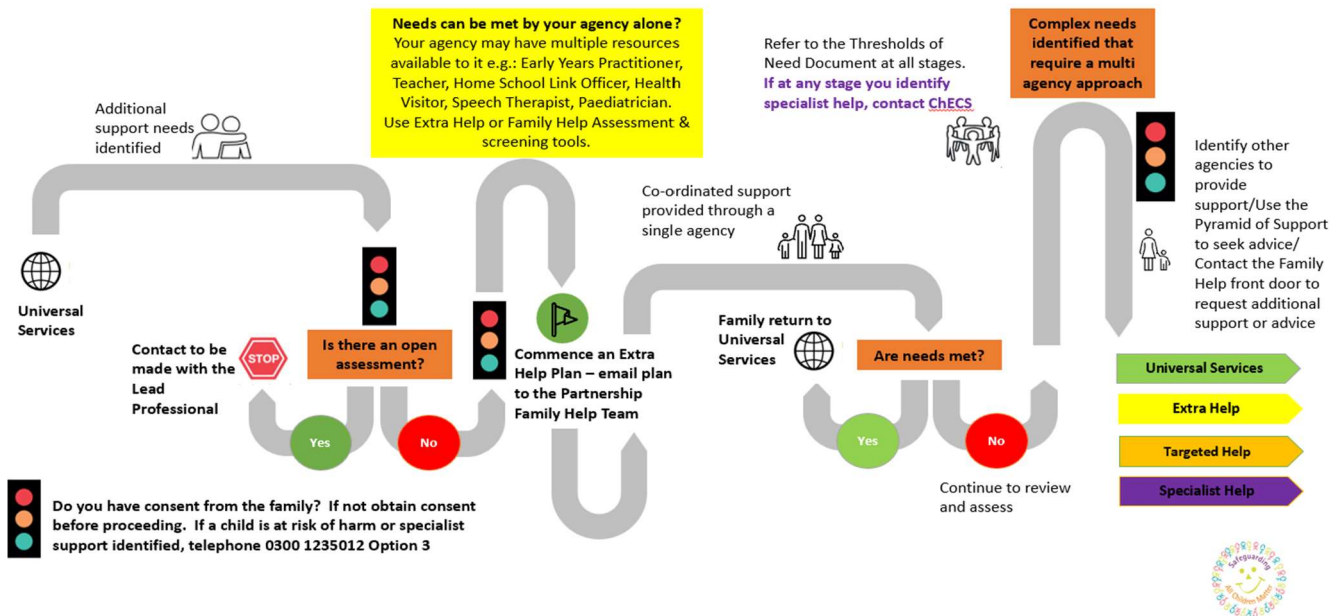 Additional
support needs
identified
Universal
Services
Needs can be met by your agency alone?
Your agency may have multiple resources
available to it e.g.: Early Years Practitioner,
Teacher, Home School Link Officer, Health
Visitor, Speech Therapist, Paediatrician.
Use Extra Help or Family Help Assessment &
screening tools.
Is there an open
assessment?
Contact to be
made with the
Lead
Professional
STOP
Yes
No
Commence an Extra
Help Plan – email plan
to the Partnership
Family Help Team
Co-ordinated support
provided through a
single agency
Refer to the Thresholds of
Need Document at all stages.
If at any stage you identify
specialist help, contact ChECS
Family return to
Universal
Services
Are needs met?
Yes
No
Continue to review
and assess
Complex needs
identified that
require a multi
agency approach
Identify other
agencies to
provide
support/Use the
Pyramid of Support
to seek advice/
Contact the Family
Help front door to
request additional
support or advice
Universal Services
Extra Help
Targeted Help
Specialist Help
Do you have consent from the family?  If not obtain consent
before proceeding.  If a child is at risk of harm or specialist
support identified, telephone 0300 1235012 Option 3
Safeguarding
All Children Matter